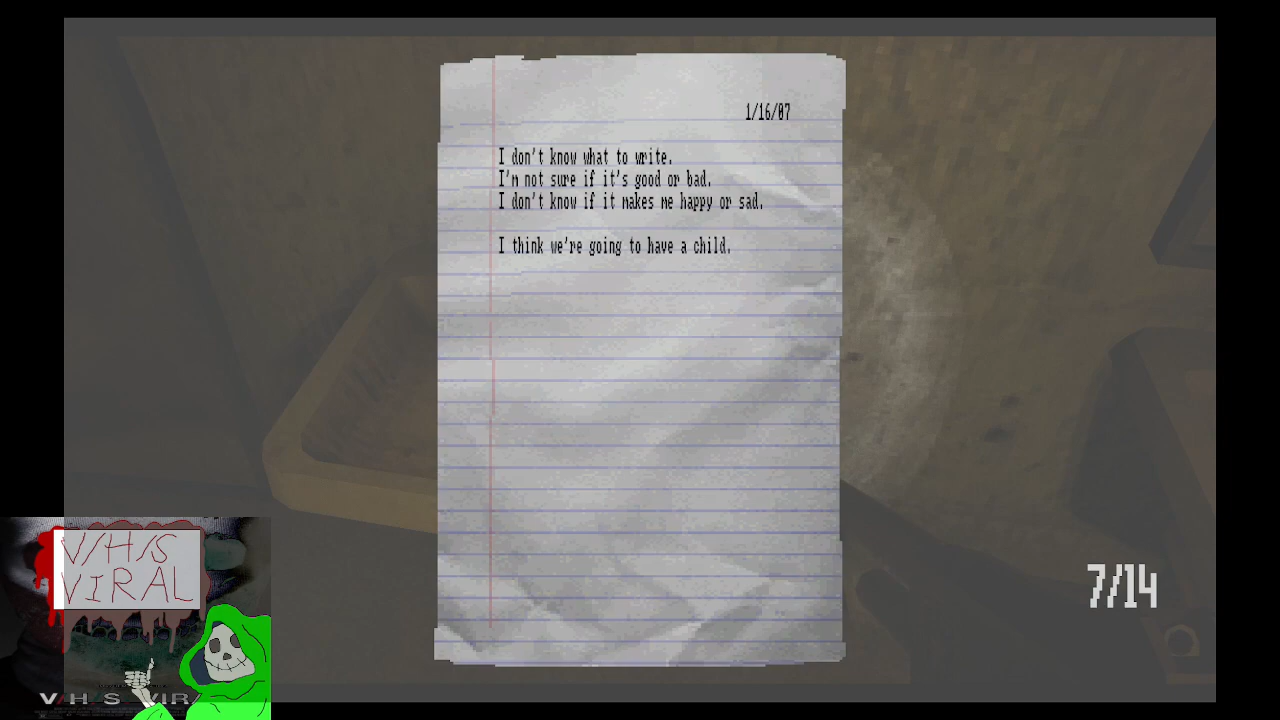 1/16/07
I don't know what to write.
I'm not sure if it's good or bad.
I don't know if it makes me happy or sad.
I think we're going to have a child.
7/14
V/H/S
VIRAL
V/H/S VIR